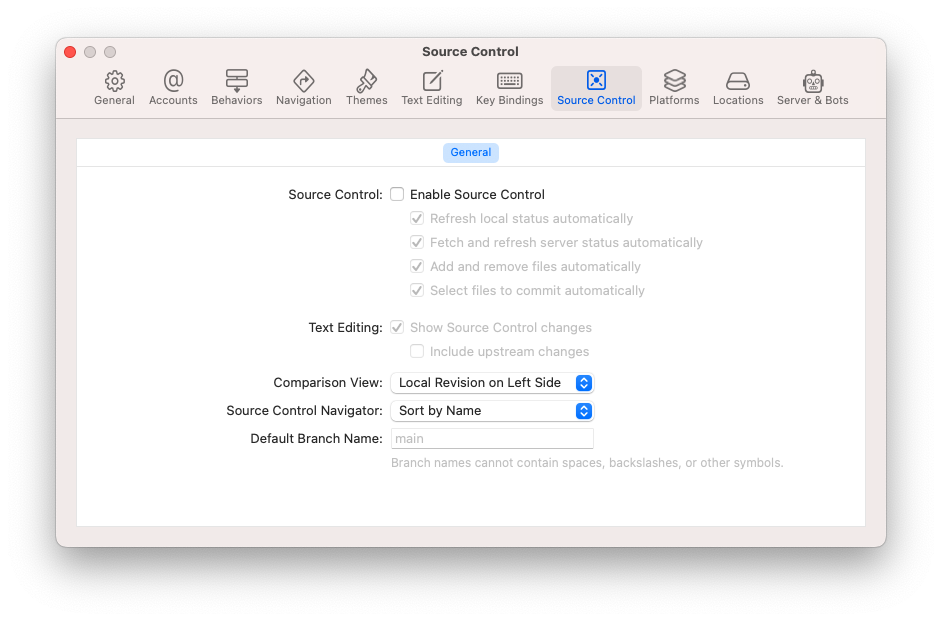 Source Control
General Accounts Behaviors Navigation Themes Text Editing Key Bindings Source Control Platforms Locations Server & Bots
General
Source Control: Enable Source Control
Refresh local status automatically
Fetch and refresh server status automatically
Add and remove files automatically
Select files to commit automatically
Text Editing: Show Source Control changes
Include upstream changes
Comparison View: Local Revision on Left Side
Source Control Navigator: Sort by Name
Default Branch Name: main
Branch names cannot contain spaces, backslashes, or other symbols.